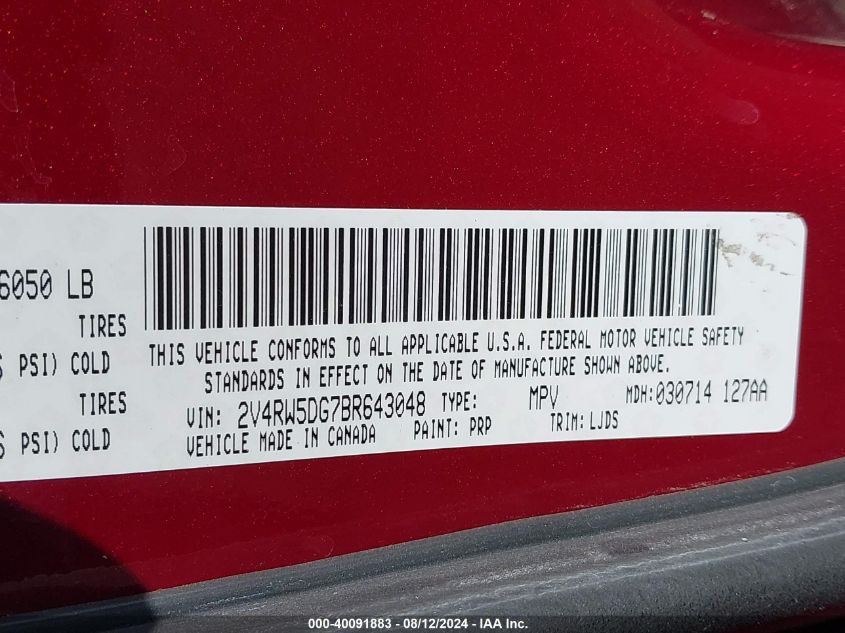 6050 LB
TIRES
PSI) COLD
TIRES
PSI) COLD
THIS VEHICLE CONFORMS TO ALL APPLICABLE U.S.A. FEDERAL MOTOR VEHICLE SAFETY
STANDARDS IN EFFECT ON THE DATE OF MANUFACTURE SHOWN ABOVE.
VIN: 2V4RW5DG7BR643048 TYPE: MPV MDH:030714 127AA
VEHICLE MADE IN CANADA PAINT: PRP TRIM: LJDS
000-40091883 - 08/12/2024 - IAAI Inc.